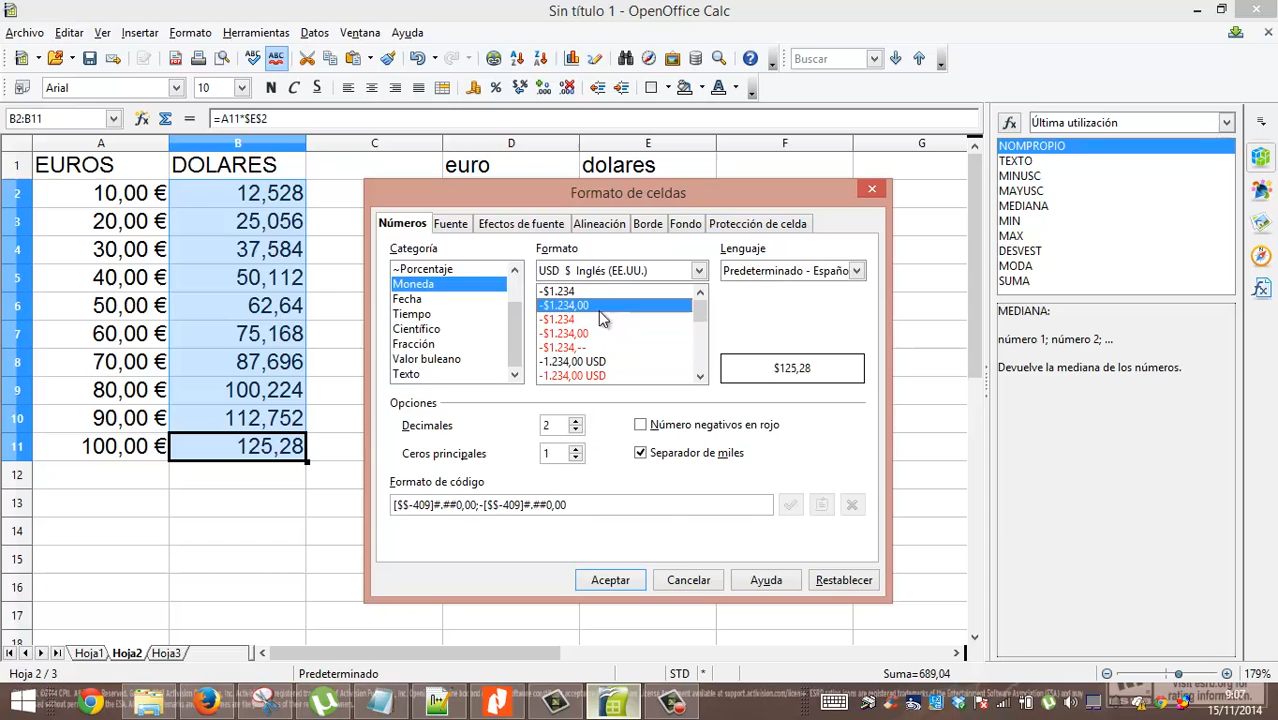 Sin título 1 - OpenOffice Calc
Archivo Editar Ver Insertar Formato Herramientas Datos Ventana Ayuda
Buscar
Arial 10 N C S
B2:B11 =A11*$E$2
Última utilización
A B C D E F G
1 EUROS DOLARES euro dolares
2 10,00 € 12,528
3 20,00 € 25,056
4 30,00 € 37,584
5 40,00 € 50,112
6 50,00 € 62,64
7 60,00 € 75,168
8 70,00 € 87,696
9 80,00 € 100,224
10 90,00 € 112,752
11 100,00 € 125,28
12
13
14
15
16
17
18
Formato de celdas
Números Fuente Efectos de fuente Alineación Borde Fondo Protección de celda
Categoría Formato Lenguaje
~Porcentaje
Moneda
Fecha
Tiempo
Científico
Fracción
Valor buleano
Texto
USD $ Inglés (EE.UU.)
-$1.234
-$1.234,00
-$1.234
-$1.234,00
-$1.234,--
-1.234,00 USD
-1.234,00 USD
Predeterminado - Españo
$125,28
Opciones
Decimales 2 Número negativos en rojo
Ceros principales 1 Separador de miles
Formato de código
[$$-409]#.##0,00;-[$$-409]#.##0,00
Aceptar Cancelar Ayuda Restablecer
NOMPROPIO
TEXTO
MINUSC
MAYUSC
MEDIANA
MIN
MAX
DESVEST
MODA
SUMA
MEDIANA:
número 1; número 2; ...
Devuelve la mediana de los números.
Hoja1 Hoja2 Hoja3
Hoja 2 / 3 Predeterminado STD * Suma=689,04 179%
9:07
15/11/2014